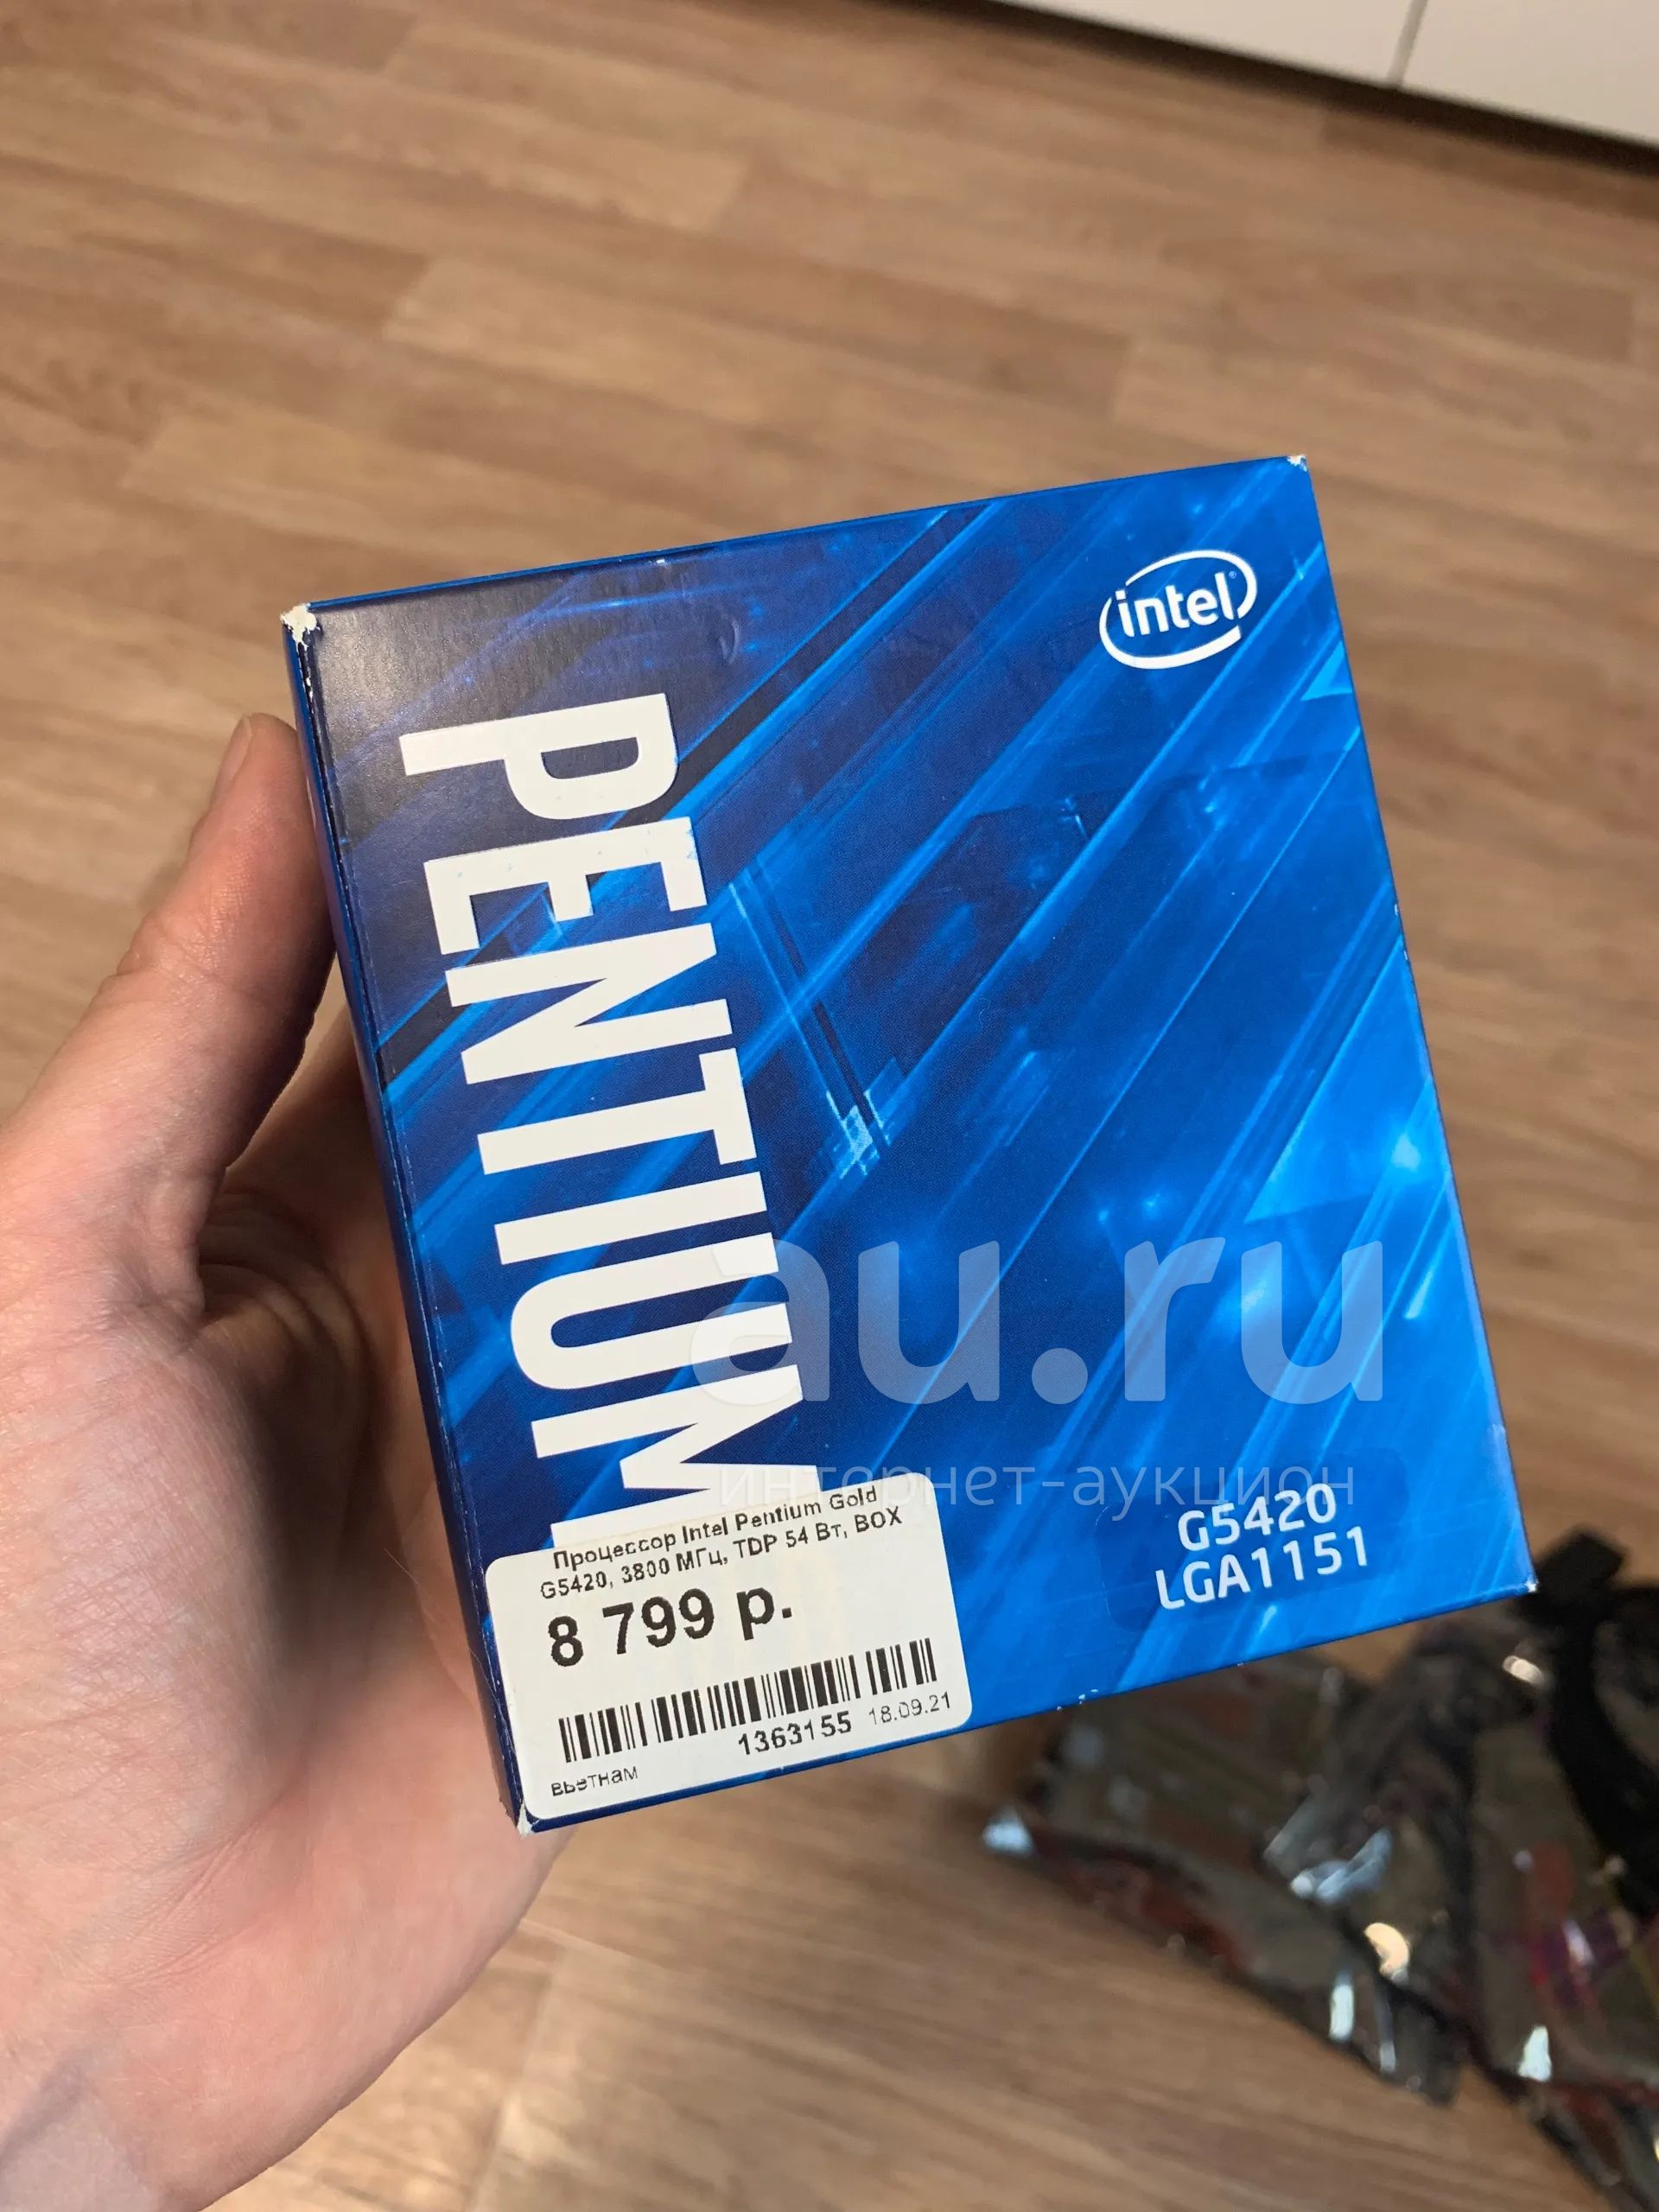 intel
PENTIUM
au.ru
интернет-аукцион
G5420
LGA1151
Процессор Intel Pentium Gold
G5420, 3800 МГц, TDP 54 Вт, BOX
8 799 р.
1363155 18.09.21
вьетнам